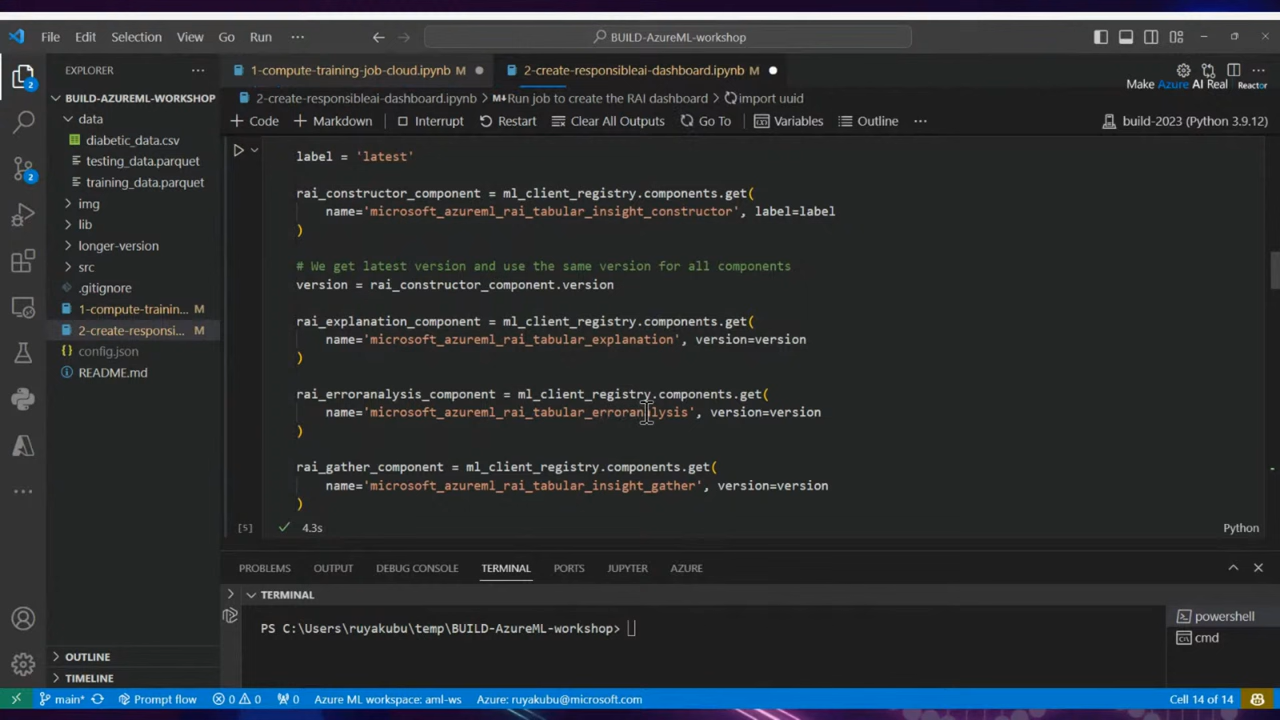 File Edit Selection View Go Run ··· BUILD-AzureML-workshop
EXPLORER ···
1-compute-training-job-cloud.ipynb M
2-create-responsibleai-dashboard.ipynb M
Make Azure AI Real Reactor
BUILD-AZUREML-WORKSHOP
2-create-responsibleai-dashboard.ipynb > Run job to create the RAI dashboard > import uuid
+ Code + Markdown Interrupt Restart Clear All Outputs Go To Variables Outline ··· build-2023 (Python 3.9.12)
data
diabetic_data.csv
testing_data.parquet
training_data.parquet
img
lib
longer-version
src
.gitignore
1-compute-trainin... M
2-create-responsi... M
config.json
README.md
OUTLINE
TIMELINE
2
2
label = 'latest'
rai_constructor_component = ml_client_registry.components.get(
name='microsoft_azureml_rai_tabular_insight_constructor', label=label
)
# We get latest version and use the same version for all components
version = rai_constructor_component.version
rai_explanation_component = ml_client_registry.components.get(
name='microsoft_azureml_rai_tabular_explanation', version=version
)
rai_erroranalysis_component = ml_client_registry.components.get(
name='microsoft_azureml_rai_tabular_erroranalysis', version=version
)
rai_gather_component = ml_client_registry.components.get(
name='microsoft_azureml_rai_tabular_insight_gather', version=version
)
[5] 4.3s Python
PROBLEMS OUTPUT DEBUG CONSOLE TERMINAL PORTS JUPYTER AZURE
TERMINAL
PS C:\Users\ruyakubu\temp\BUILD-AzureML-workshop>
powershell
cmd
main* Prompt flow 0 0 0 Azure ML workspace: aml-ws Azure: ruyakubu@microsoft.com Cell 14 of 14